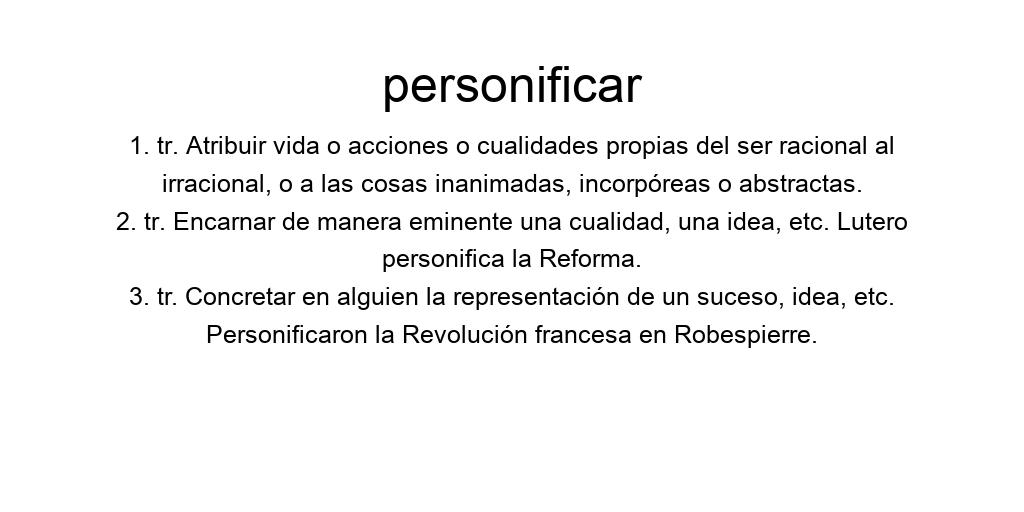 personificar
1. tr. Atribuir vida o acciones o cualidades propias del ser racional al
irracional, o a las cosas inanimadas, incorpóreas o abstractas.
2. tr. Encarnar de manera eminente una cualidad, una idea, etc. Lutero
personifica la Reforma.
3. tr. Concretar en alguien la representación de un suceso, idea, etc.
Personificaron la Revolución francesa en Robespierre.